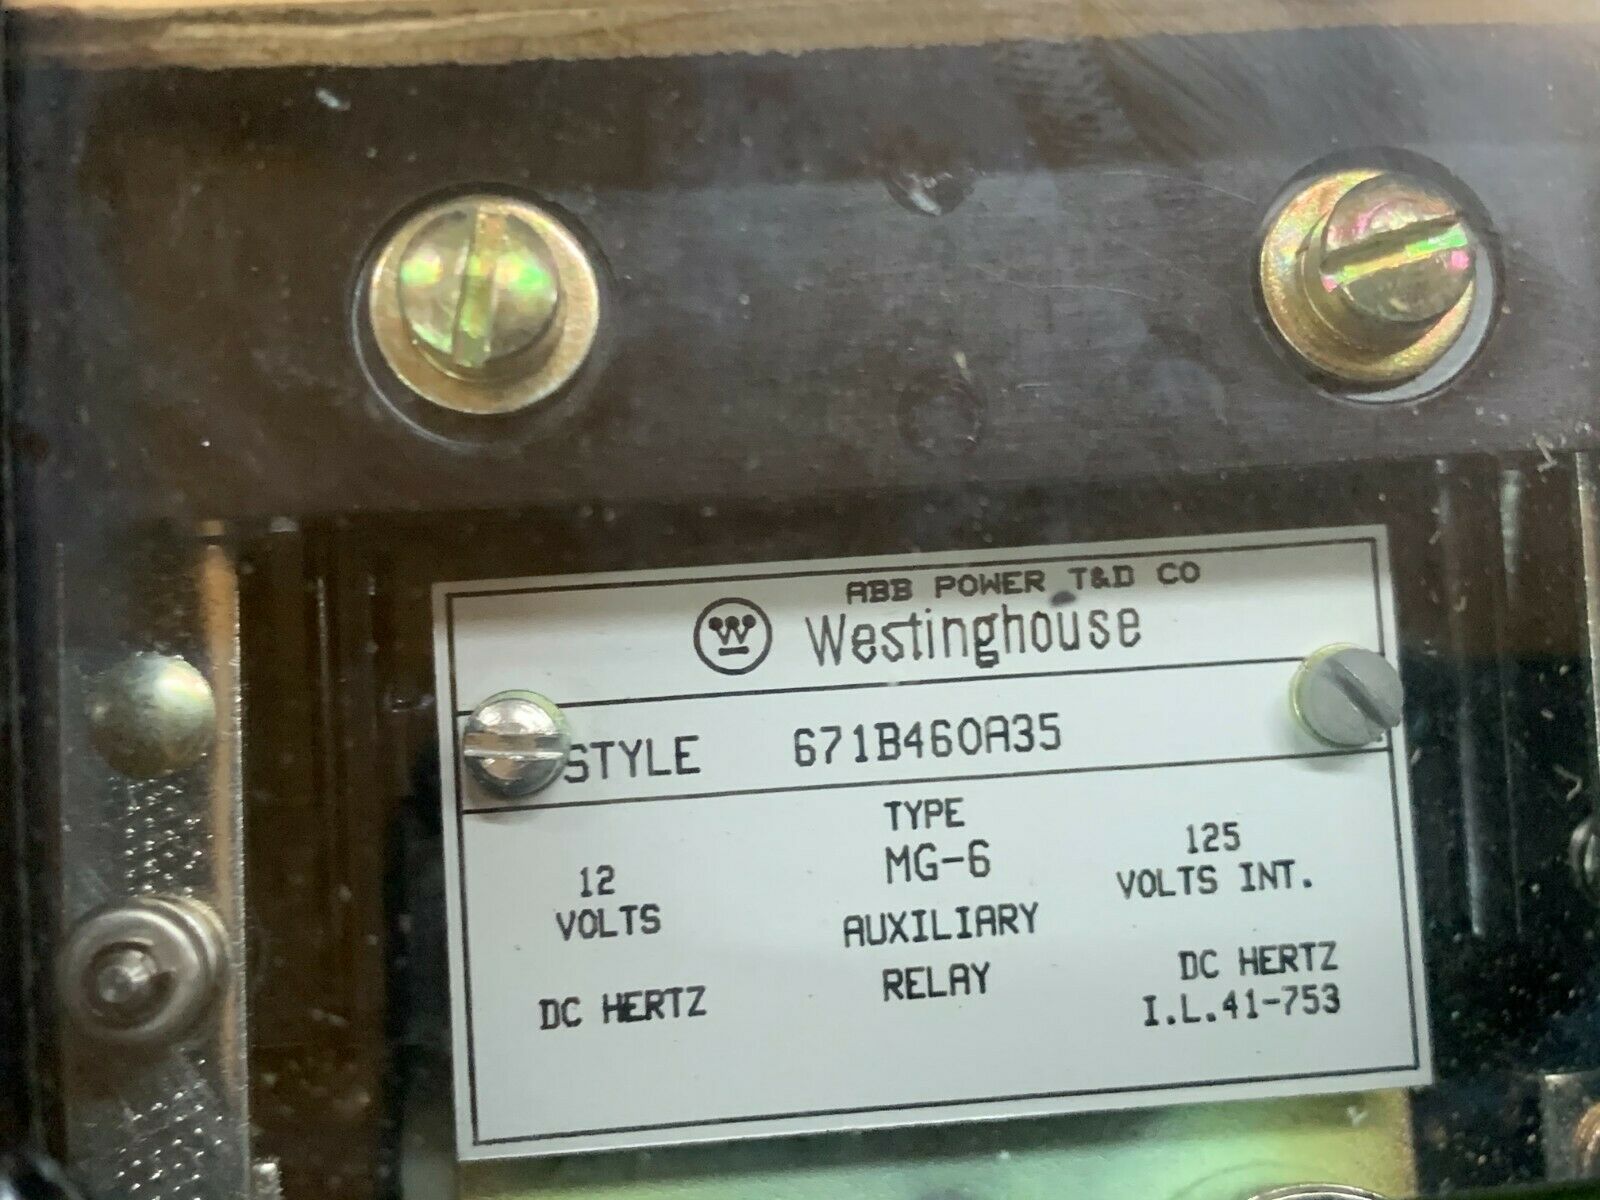 ABB POWER T&D CO
W Westinghouse
STYLE 671B460A35
TYPE
MG-6
AUXILIARY
RELAY
12
VOLTS
DC HERTZ
125
VOLTS INT.
DC HERTZ
I.L.41-753